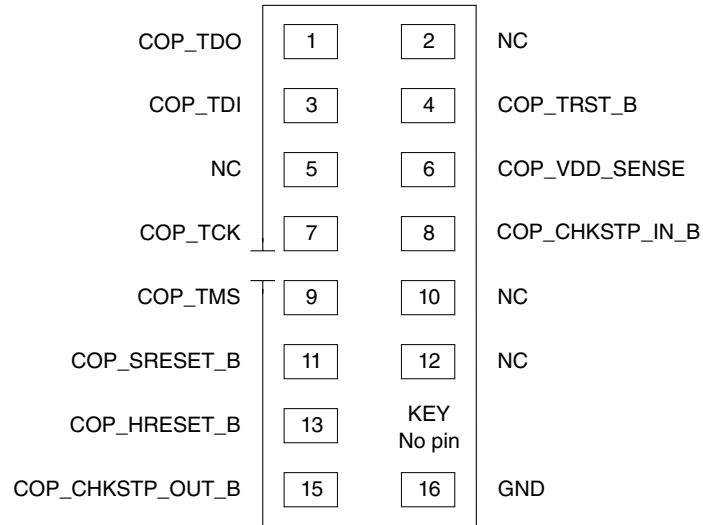 COP_TDO 1 2 NC
COP_TDI 3 4 COP_TRST_B
NC 5 6 COP_VDD_SENSE
COP_TCK 7 8 COP_CHKSTP_IN_B
COP_TMS 9 10 NC
COP_SRESET_B 11 12 NC
COP_HRESET_B 13 KEY
No pin
COP_CHKSTP_OUT_B 15 16 GND